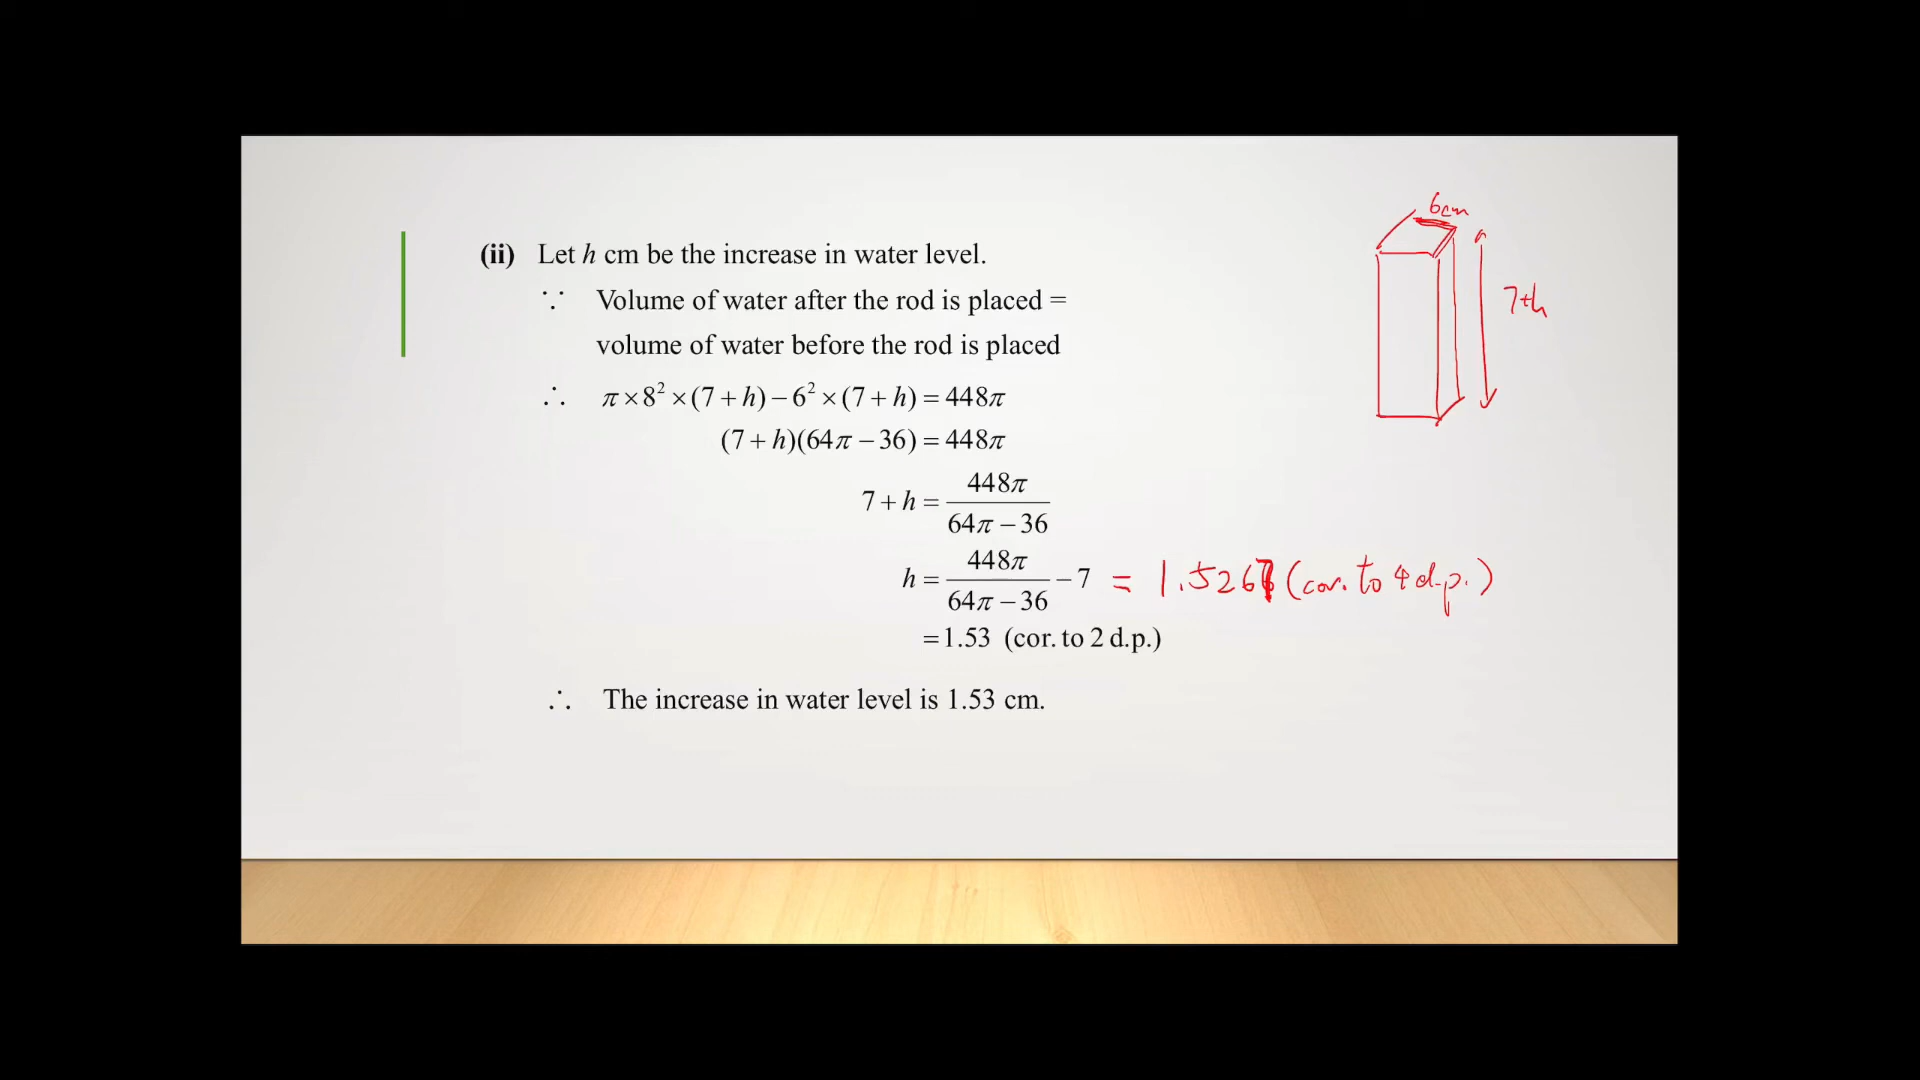 6cm
(ii) Let h cm be the increase in water level.
∵ Volume of water after the rod is placed =
7+h
volume of water before the rod is placed
∴ π×8²×(7+h)−6²×(7+h)=448π
(7+h)(64π−36)=448π
7+h=448π/(64π−36)
h=448π/(64π−36)−7 = 1.5267 (cor. to 4 d.p.)
=1.53 (cor. to 2 d.p.)
∴ The increase in water level is 1.53 cm.